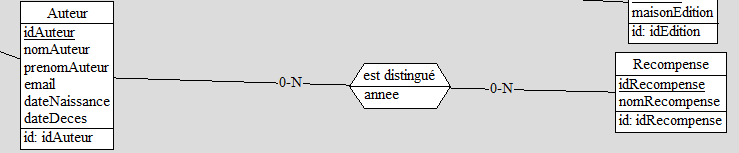 Auteur
idAuteur
nomAuteur
prenomAuteur
email
dateNaissance
dateDeces
id: idAuteur
0-N
est distingué
annee
0-N
maisonEdition
id: idEdition
Recompense
idRecompense
nomRecompense
id: idRecompense